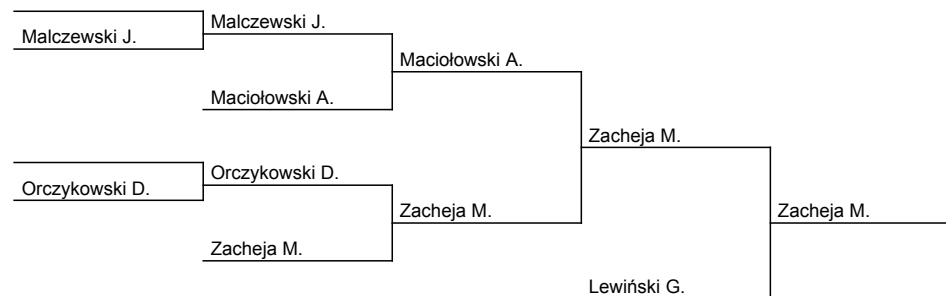 Malczewski J.
Malczewski J.
Maciołowski A.
Maciołowski A.
Zacheja M.
Orczykowski D.
Orczykowski D.
Zacheja M.
Zacheja M.
Zacheja M.
Lewiński G.